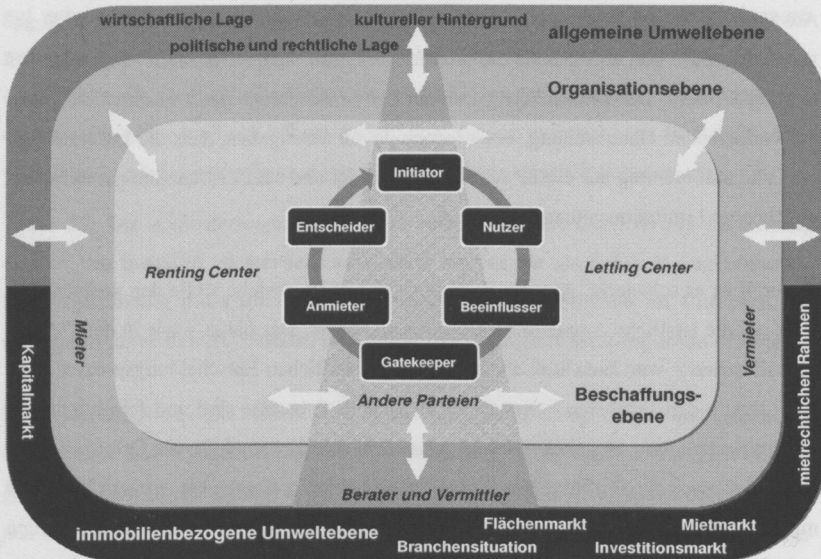 wirtschaftliche Lage
kultureller Hintergrund
politische und rechtliche Lage
allgemeine Umweltebene
Organisationsebene
Initiator
Entscheider
Nutzer
Renting Center
Letting Center
Anmieter
Beeinflusser
Mieter
Vermieter
Gatekeeper
Kapitalmarkt
mietrechtlichen Rahmen
Andere Parteien
Beschaffungs-
ebene
Berater und Vermittler
immobilienbezogene Umweltebene
Flächenmarkt
Mietmarkt
Branchensituation
Investitionsmarkt